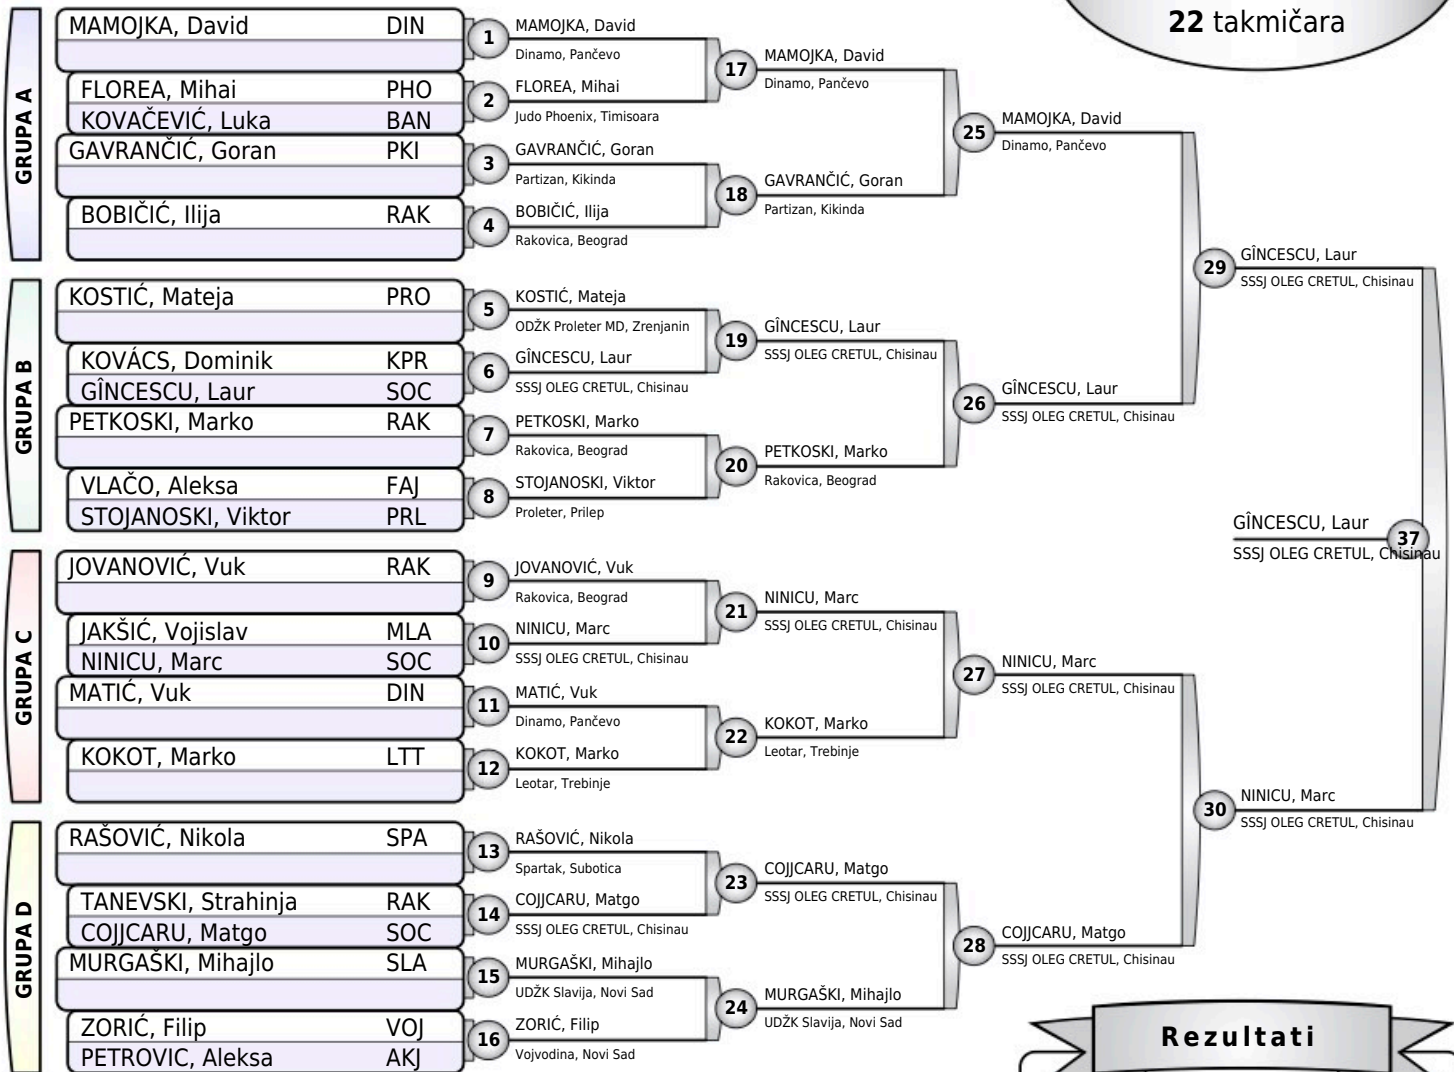 22 takmičara
GRUPA A
MAMOJKA, David DIN
FLOREA, Mihai PHO
KOVAČEVIĆ, Luka BAN
GAVRANČIĆ, Goran PKI
BOBIČIĆ, Ilija RAK
GRUPA B
KOSTIĆ, Mateja PRO
KOVÁCS, Dominik KPR
GÎNCESCU, Laur SOC
PETKOSKI, Marko RAK
VLAČO, Aleksa FAJ
STOJANOSKI, Viktor PRL
GRUPA C
JOVANOVIĆ, Vuk RAK
JAKŠIĆ, Vojislav MLA
NINICU, Marc SOC
MATIĆ, Vuk DIN
KOKOT, Marko LTT
GRUPA D
RAŠOVIĆ, Nikola SPA
TANEVSKI, Strahinja RAK
COJJCARU, Matgo SOC
MURGAŠKI, Mihajlo SLA
ZORIĆ, Filip VOJ
PETROVIC, Aleksa AKJ
1 MAMOJKA, David
Dinamo, Pančevo
2 FLOREA, Mihai
Judo Phoenix, Timisoara
3 GAVRANČIĆ, Goran
Partizan, Kikinda
4 BOBIČIĆ, Ilija
Rakovica, Beograd
5 KOSTIĆ, Mateja
ODŽK Proleter MD, Zrenjanin
6 GÎNCESCU, Laur
SSSJ OLEG CRETUL, Chisinau
7 PETKOSKI, Marko
Rakovica, Beograd
8 STOJANOSKI, Viktor
Proleter, Prilep
9 JOVANOVIĆ, Vuk
Rakovica, Beograd
10 NINICU, Marc
SSSJ OLEG CRETUL, Chisinau
11 MATIĆ, Vuk
Dinamo, Pančevo
12 KOKOT, Marko
Leotar, Trebinje
13 RAŠOVIĆ, Nikola
Spartak, Subotica
14 COJJCARU, Matgo
SSSJ OLEG CRETUL, Chisinau
15 MURGAŠKI, Mihajlo
UDŽK Slavija, Novi Sad
16 ZORIĆ, Filip
Vojvodina, Novi Sad
17 MAMOJKA, David
Dinamo, Pančevo
18 GAVRANČIĆ, Goran
Partizan, Kikinda
19 GÎNCESCU, Laur
SSSJ OLEG CRETUL, Chisinau
20 PETKOSKI, Marko
Rakovica, Beograd
21 NINICU, Marc
SSSJ OLEG CRETUL, Chisinau
22 KOKOT, Marko
Leotar, Trebinje
23 COJJCARU, Matgo
SSSJ OLEG CRETUL, Chisinau
24 MURGAŠKI, Mihajlo
UDŽK Slavija, Novi Sad
25 MAMOJKA, David
Dinamo, Pančevo
26 GÎNCESCU, Laur
SSSJ OLEG CRETUL, Chisinau
27 NINICU, Marc
SSSJ OLEG CRETUL, Chisinau
28 COJJCARU, Matgo
SSSJ OLEG CRETUL, Chisinau
29 GÎNCESCU, Laur
SSSJ OLEG CRETUL, Chisinau
30 NINICU, Marc
SSSJ OLEG CRETUL, Chisinau
GÎNCESCU, Laur 37
SSSJ OLEG CRETUL, Chisinau
Rezultati